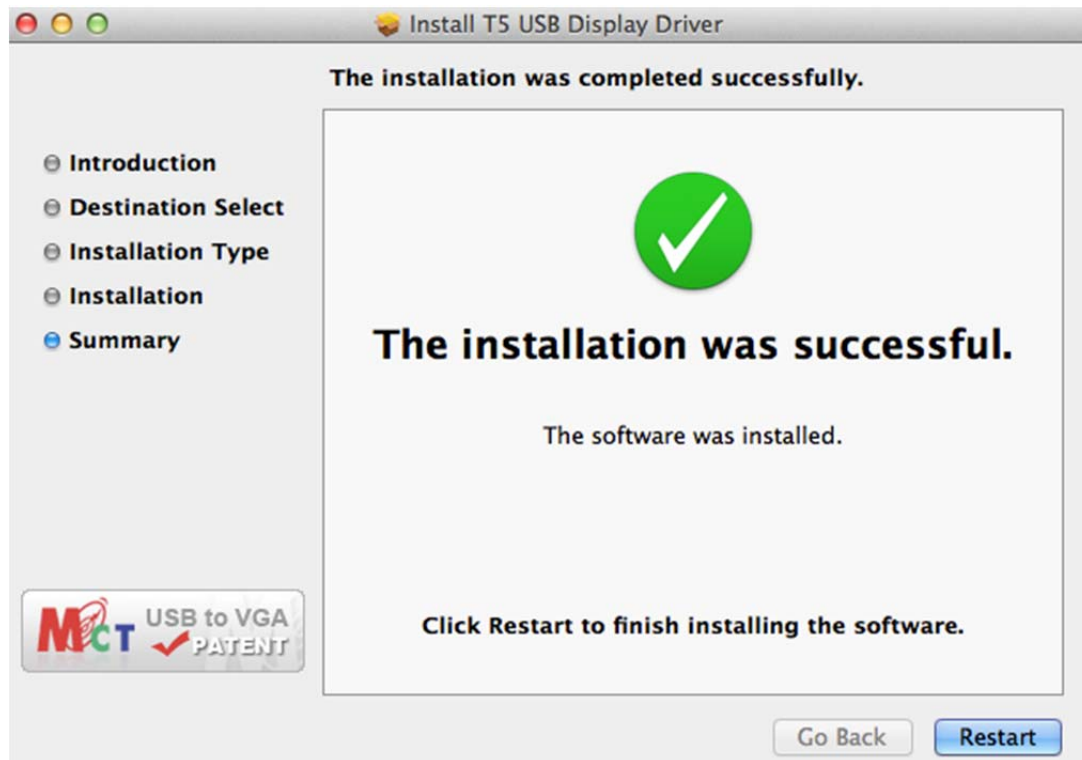 Install T5 USB Display Driver
The installation was completed successfully.
Introduction
Destination Select
Installation Type
Installation
Summary
The installation was successful.
The software was installed.
Click Restart to finish installing the software.
MCT USB to VGA
PATENT
Go Back Restart